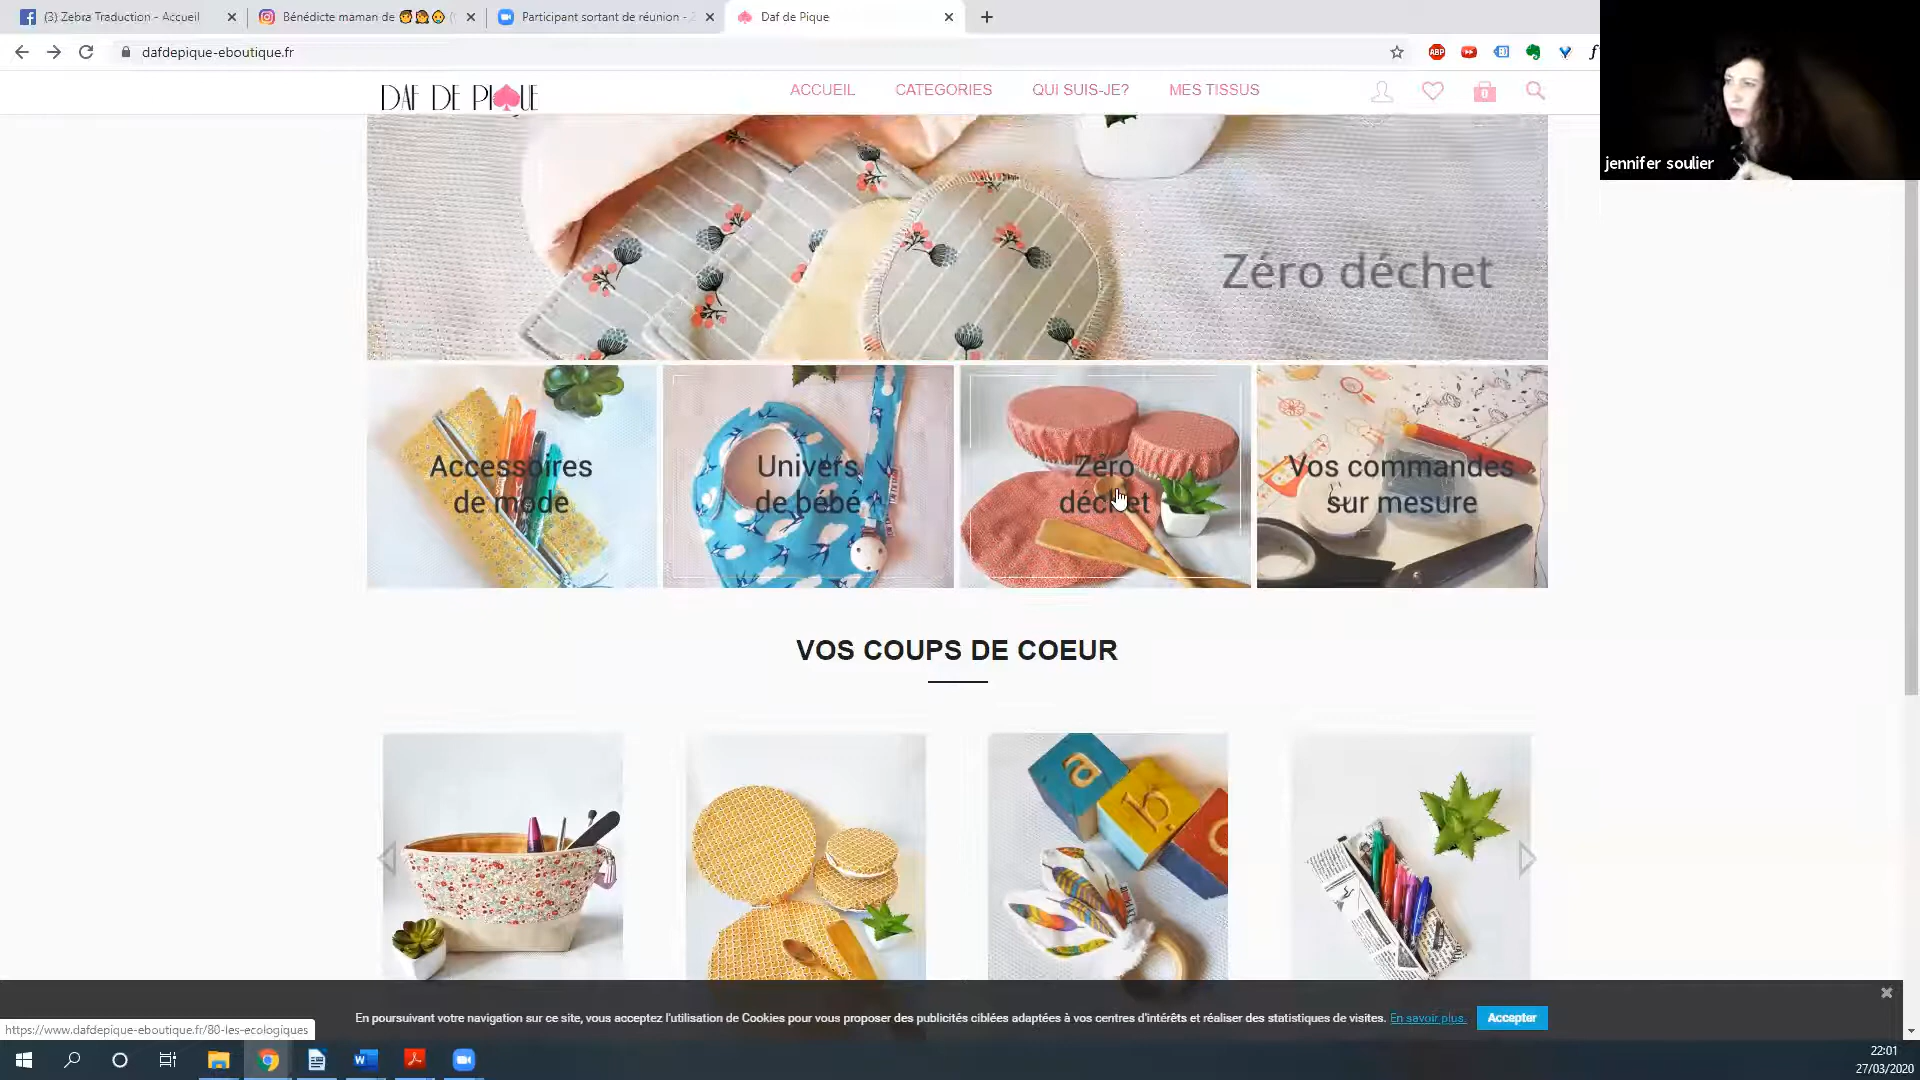 (3) Zebra Traduction - Accueil
Bénédicte maman de
Participant sortant de réunion -
Daf de Pique
dafdepique-eboutique.fr
ABP
DAF DE PIQUE
ACCUEIL
CATEGORIES
QUI SUIS-JE?
MES TISSUS
0
jennifer soulier
Zéro déchet
Accessoires
de mode
Univers
de bébé
Zéro
déchet
Vos commandes
sur mesure
VOS COUPS DE COEUR
a
b
En poursuivant votre navigation sur ce site, vous acceptez l'utilisation de Cookies pour vous proposer des publicités ciblées adaptées à vos centres d'intérêts et réaliser des statistiques de visites. En savoir plus.
Accepter
https://www.dafdepique-eboutique.fr/80-les-ecologiques
22:01
27/03/2020